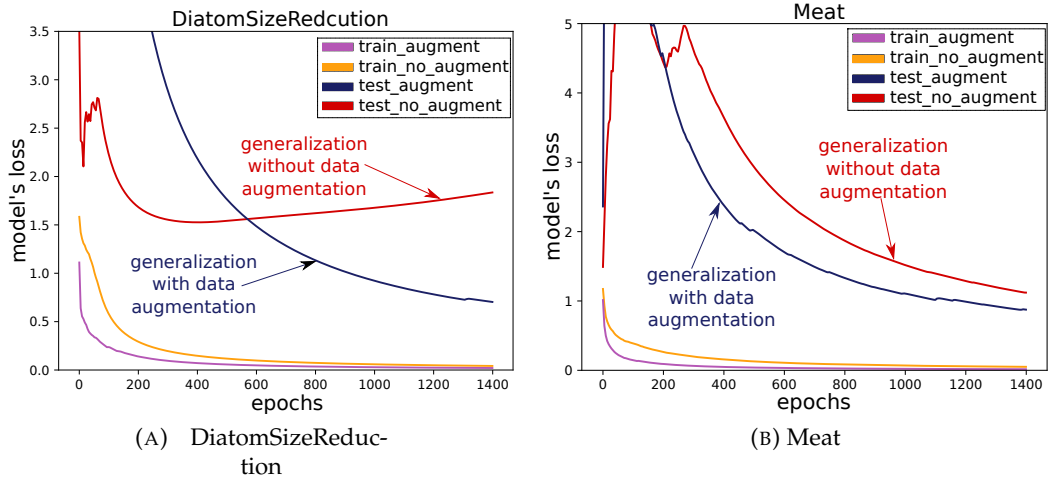 DiatomSizeRedcution
3.5
3.0
2.5
2.0
1.5
1.0
0.5
0.0
model's loss
train_augment
train_no_augment
test_augment
test_no_augment
generalization
without data
augmentation
generalization
with data
augmentation
0 200 400 600 800 1000 1200 1400
epochs
(A) DiatomSizeReduc-
tion
Meat
5
4
3
2
1
0
model's loss
train_augment
train_no_augment
test_augment
test_no_augment
generalization
without data
augmentation
generalization
with data
augmentation
0 200 400 600 800 1000 1200 1400
epochs
(B) Meat